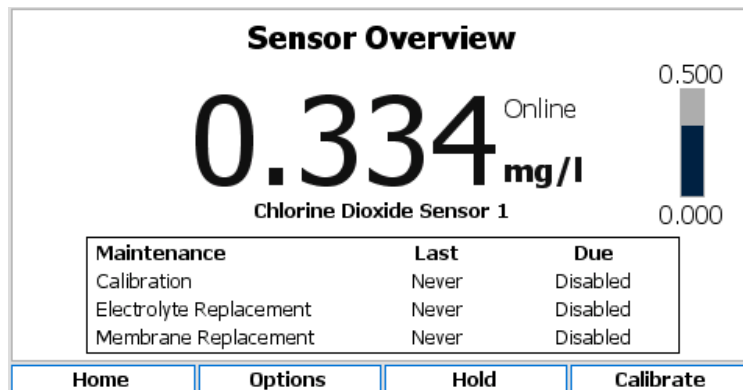 Sensor Overview
0.500
Online
0.334 mg/l
Chlorine Dioxide Sensor 1
0.000
Maintenance Last Due
Calibration Never Disabled
Electrolyte Replacement Never Disabled
Membrane Replacement Never Disabled
Home Options Hold Calibrate